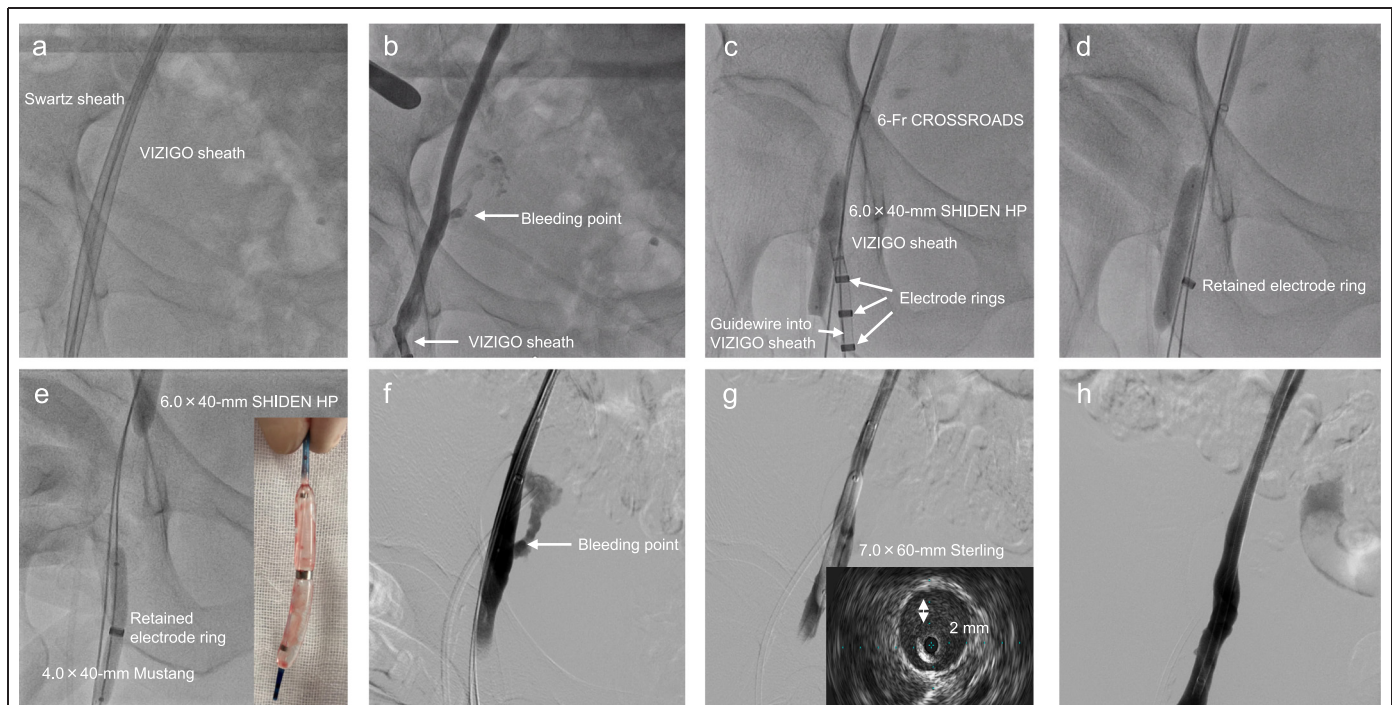 a
Swartz sheath
VIZIGO sheath
b
Bleeding point
VIZIGO sheath
c
6-Fr CROSSROADS
6.0×40-mm SHIDEN HP
VIZIGO sheath
Electrode rings
Guidewire into
VIZIGO sheath
d
Retained electrode ring
e
6.0×40-mm SHIDEN HP
Retained
electrode ring
4.0×40-mm Mustang
f
Bleeding point
g
7.0×60-mm Sterling
2 mm
h